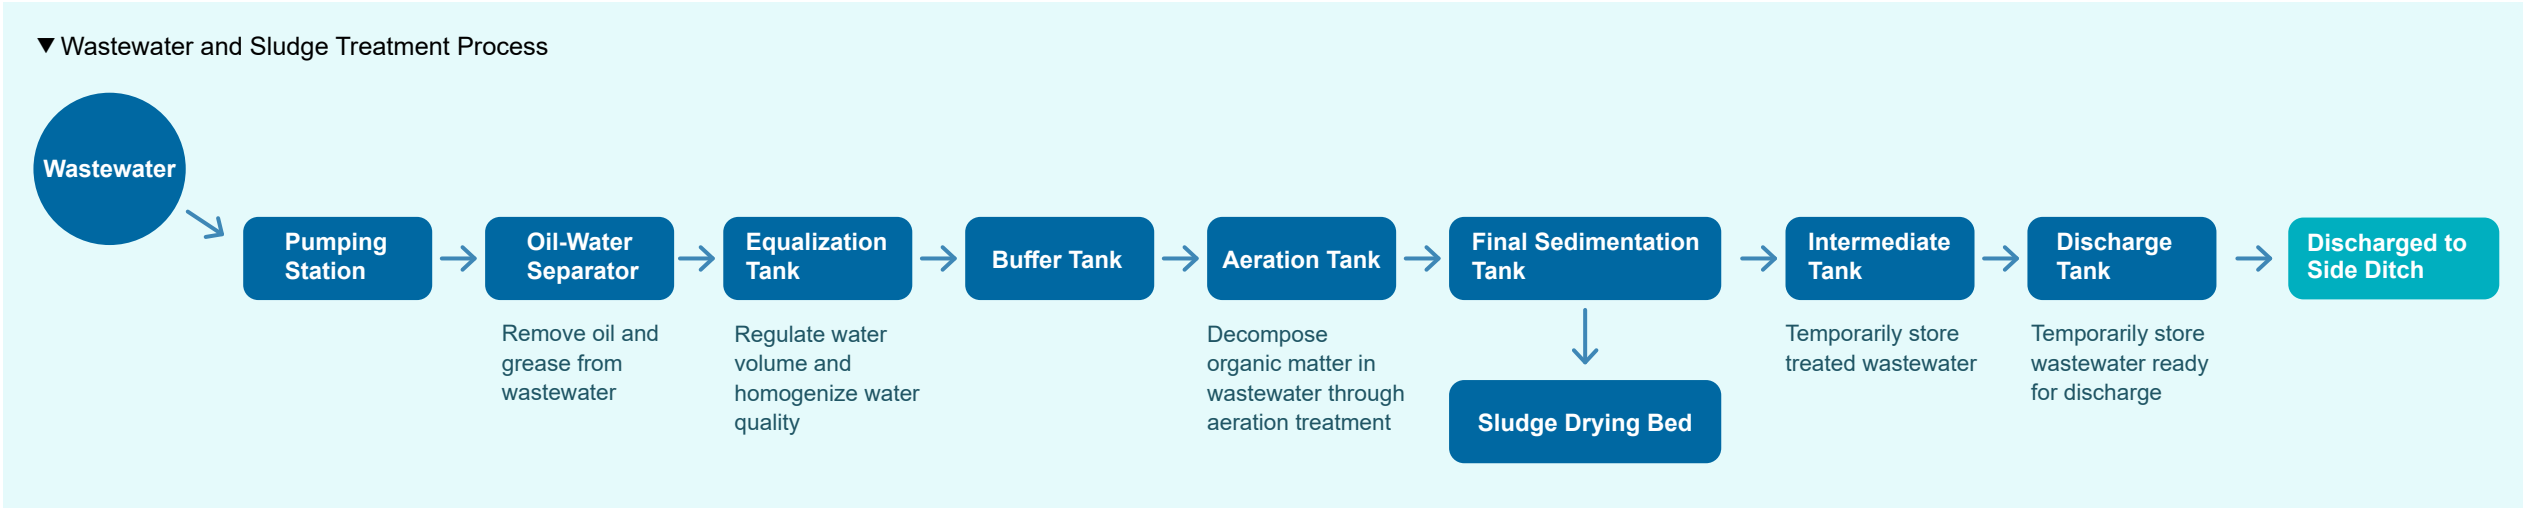 ▼ Wastewater and Sludge Treatment Process
Wastewater
Pumping
Station
Oil-Water
Separator
Remove oil and
grease from
wastewater
Equalization
Tank
Regulate water
volume and
homogenize water
quality
Buffer Tank
Aeration Tank
Decompose
organic matter in
wastewater through
aeration treatment
Final Sedimentation
Tank
Sludge Drying Bed
Intermediate
Tank
Temporarily store
treated wastewater
Discharge
Tank
Temporarily store
wastewater ready
for discharge
Discharged to
Side Ditch